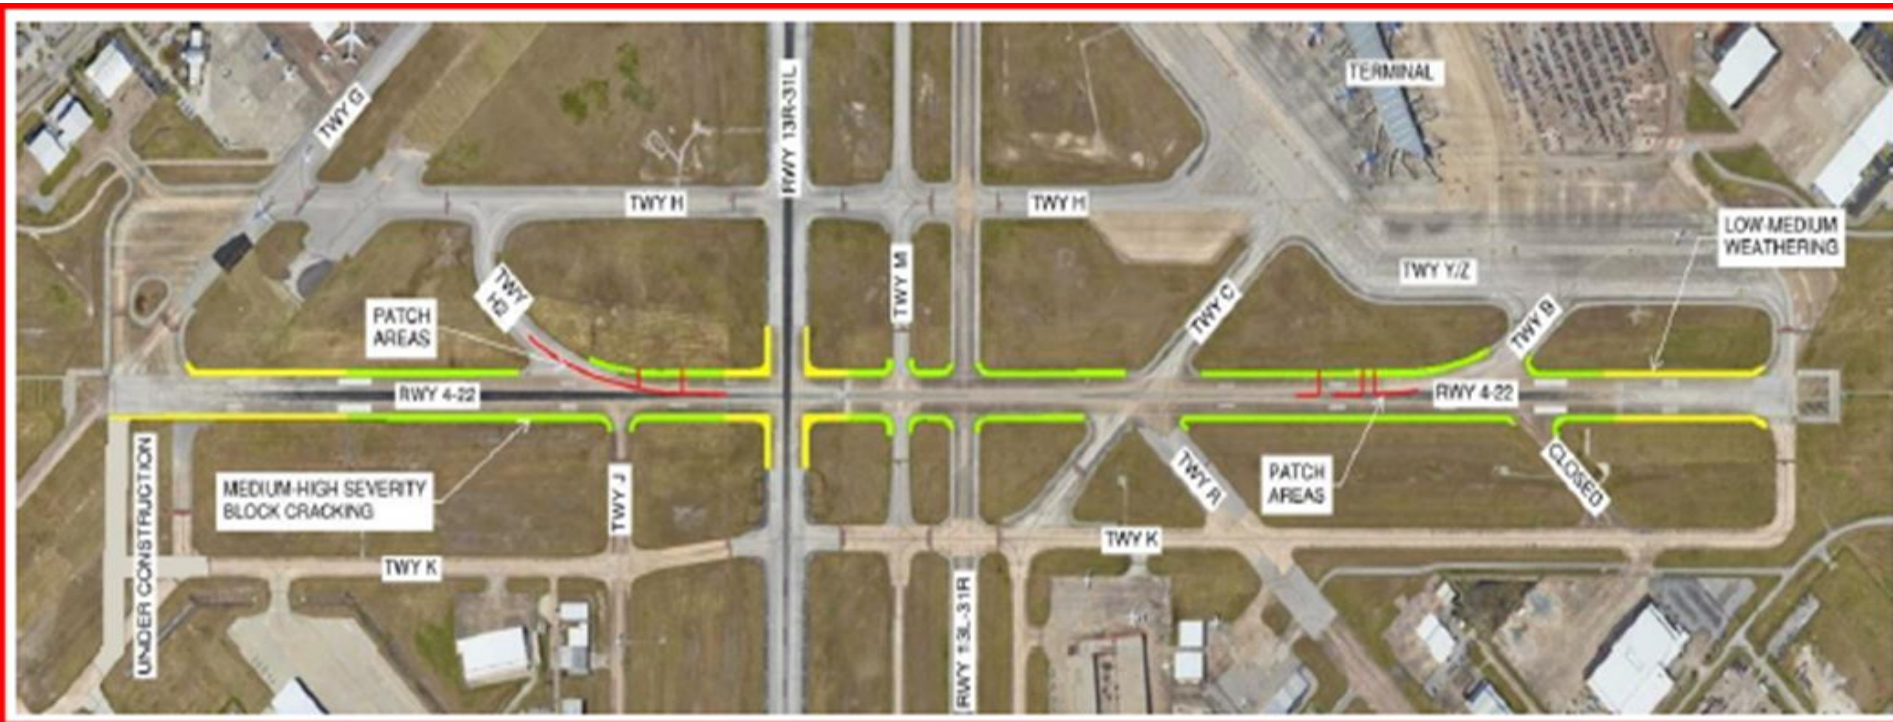 TERMINAL
TWY G
RWY 13R-31L
TWY H
TWY H
LOW-MEDIUM
WEATHERING
TWY M
TWY Y/Z
TWY
H2
TWY C
TWY B
PATCH
AREAS
RWY 4-22
RWY 4-22
UNDER CONSTRUCTION
MEDIUM-HIGH SEVERITY
BLOCK CRACKING
TWY J
TWY R
PATCH
AREAS
CLOSED
TWY K
TWY K
RWY 13L-31R